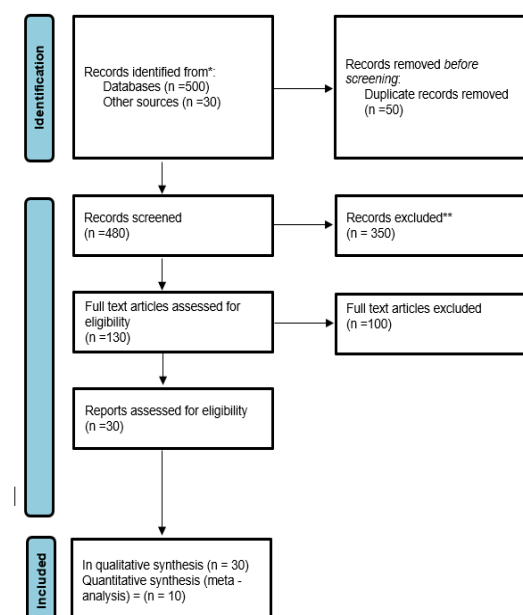 Identification
Records identified from*:
Databases (n =500)
Other sources (n =30)
Records removed before
screening:
Duplicate records removed
(n =50)
Records screened
(n =480)
Records excluded**
(n = 350)
Full text articles assessed for
eligibility
(n =130)
Full text articles excluded
(n =100)
Reports assessed for eligibility
(n =30)
Included
In qualitative synthesis (n = 30)
Quantitative synthesis (meta -
analysis) = (n = 10)